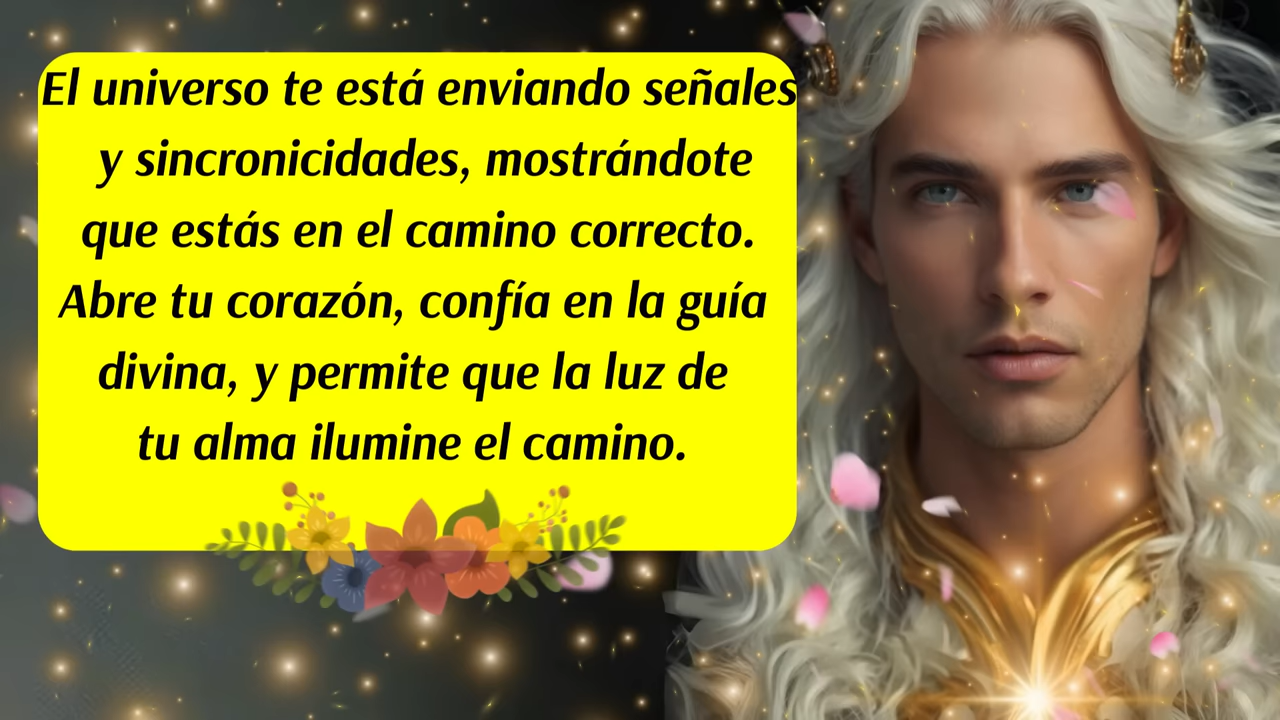 El universo te está enviando señales
y sincronicidades, mostrándote
que estás en el camino correcto.
Abre tu corazón, confía en la guía
divina, y permite que la luz de
tu alma ilumine el camino.